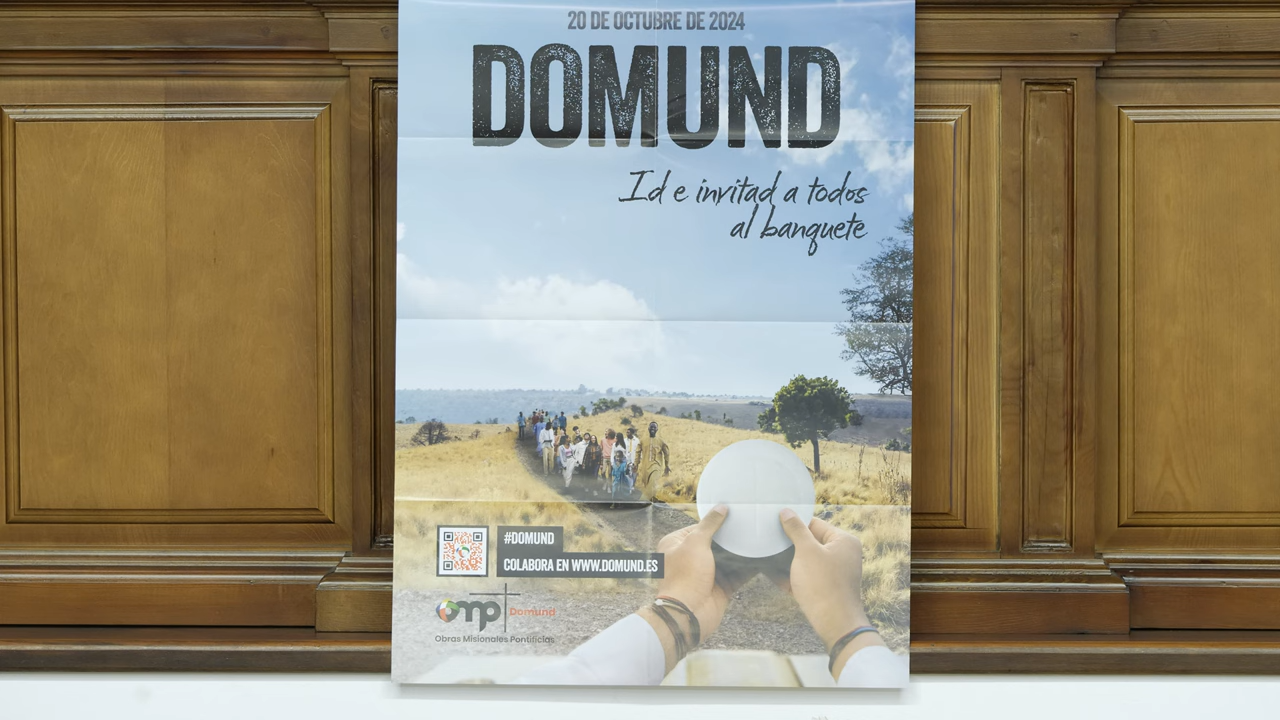 20 DE OCTUBRE DE 2024
DOMUND
Id e invitad a todos
al banquete
#DOMUND
COLABORA EN WWW.DOMUND.ES
omp
Domund
Obras Misionales Pontificias